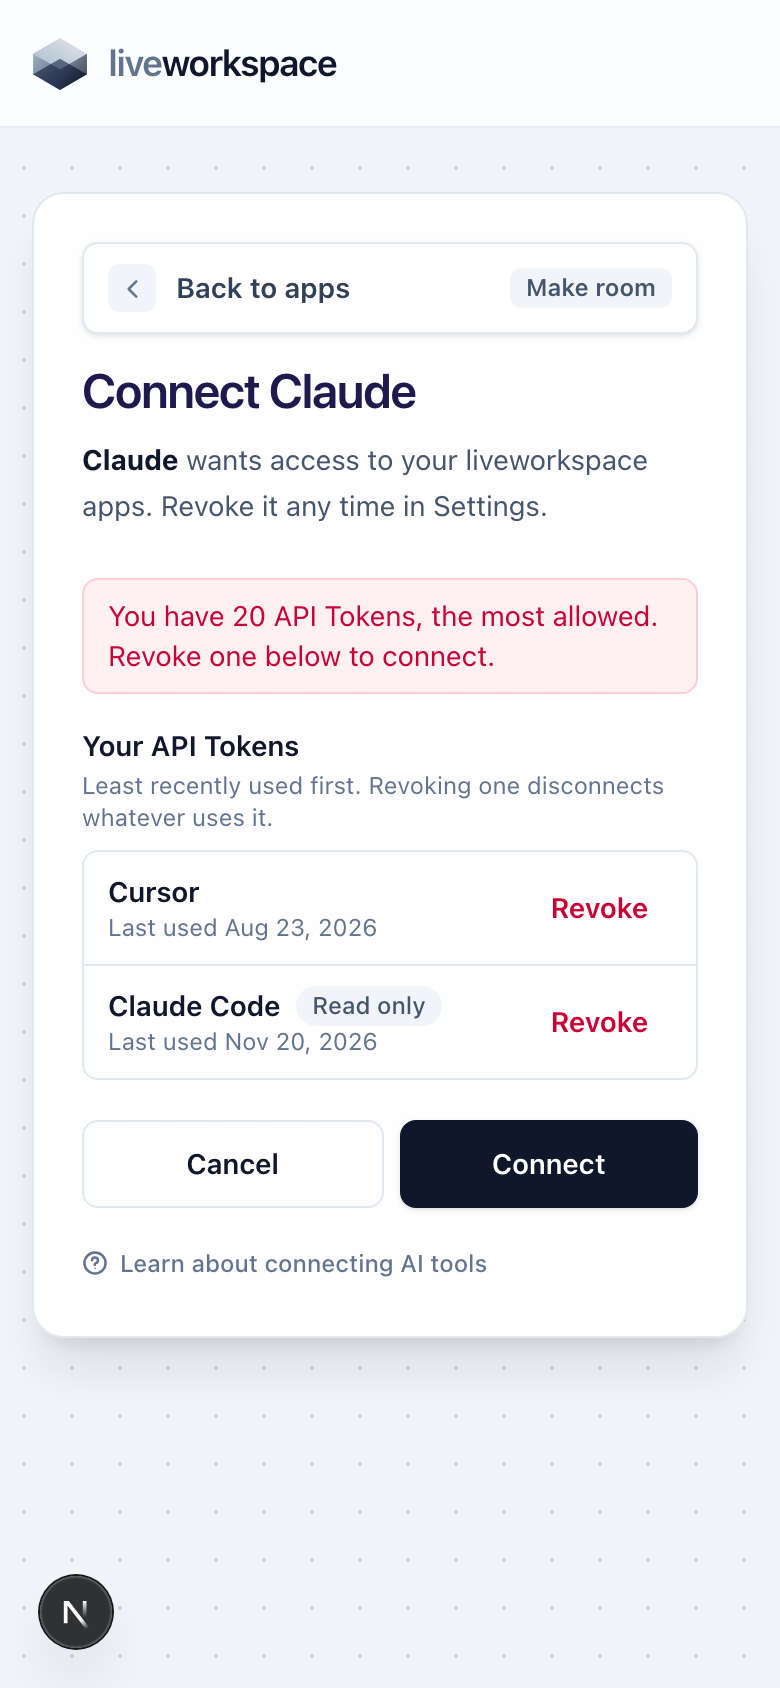 liveworkspace
Back to apps
Make room
Connect Claude
Claude wants access to your liveworkspace
apps. Revoke it any time in Settings.
You have 20 API Tokens, the most allowed.
Revoke one below to connect.
Your API Tokens
Least recently used first. Revoking one disconnects
whatever uses it.
Cursor
Last used Aug 23, 2026
Revoke
Claude Code
Read only
Last used Nov 20, 2026
Revoke
Cancel
Connect
Learn about connecting AI tools
N